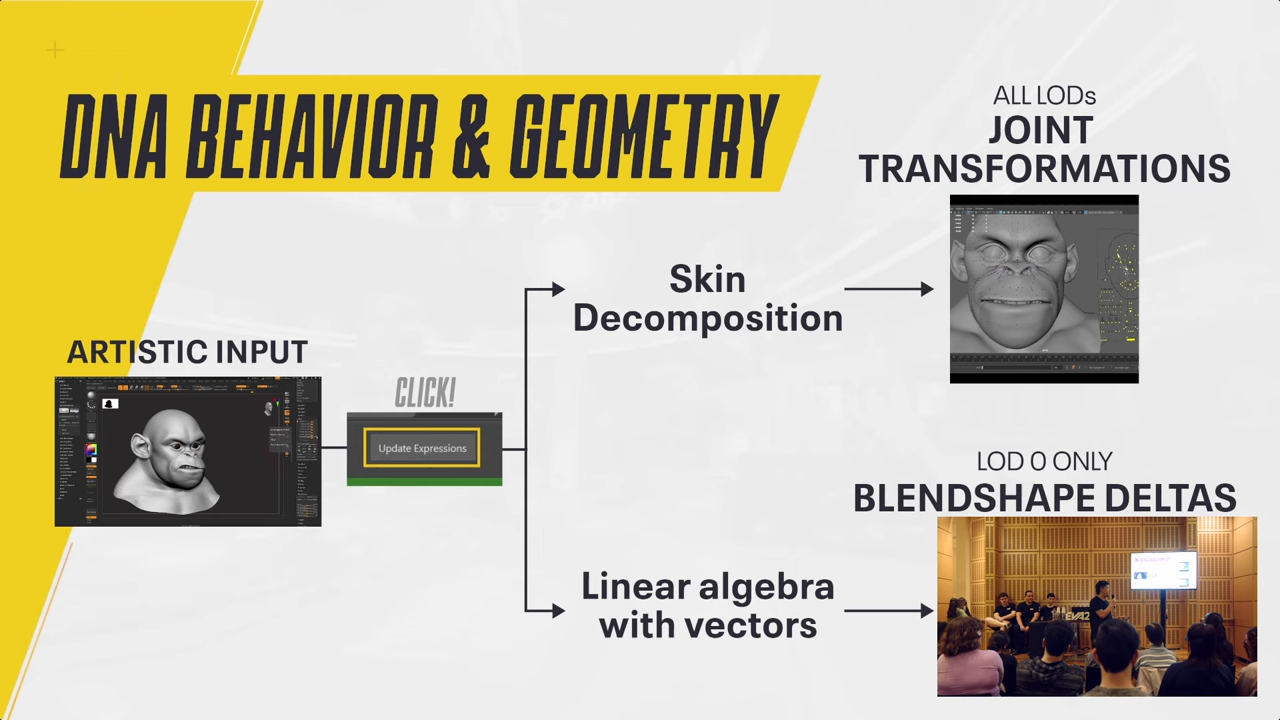 DNA BEHAVIOR & GEOMETRY
ARTISTIC INPUT
CLICK!
Update Expressions
Skin
Decomposition
Linear algebra
with vectors
ALL LODs
JOINT
TRANSFORMATIONS
LOD 0 ONLY
BLENDSHAPE DELTAS